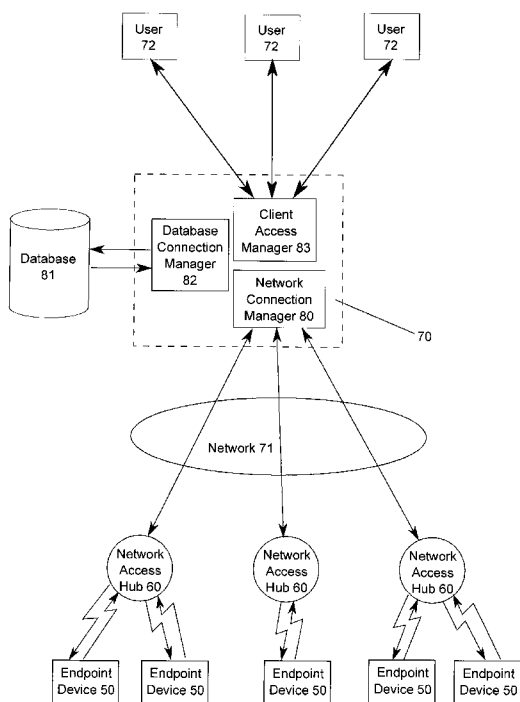 User
72
User
72
User
72
Client
Access
Manager 83
Database
Connection
Manager
82
Database
81
Network
Connection
Manager 80
70
Network 71
Network
Access
Hub 60
Network
Access
Hub 60
Network
Access
Hub 60
Endpoint
Device 50
Endpoint
Device 50
Endpoint
Device 50
Endpoint
Device 50
Endpoint
Device 50